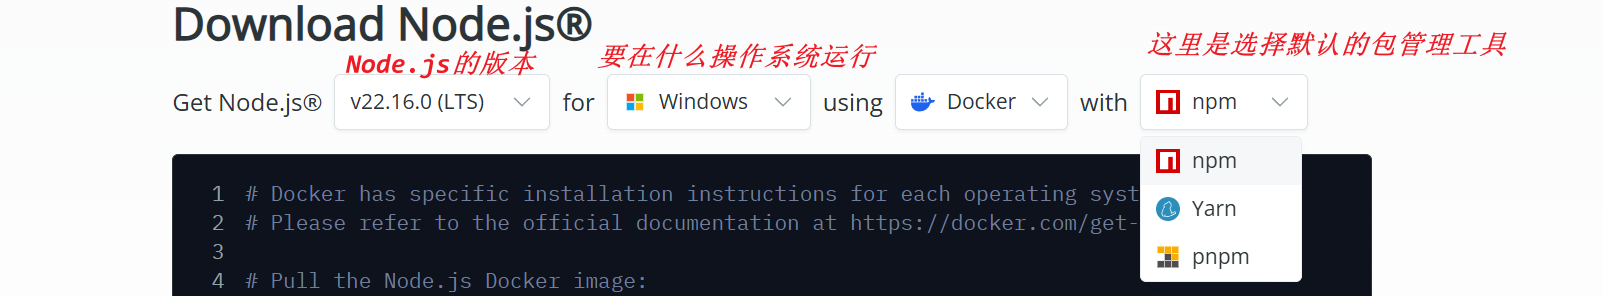 Download Node.js®
Node.js的版本
要在什么操作系统运行
这里是选择默认的包管理工具
Get Node.js® v22.16.0 (LTS) for Windows using Docker with npm
npm
Yarn
pnpm
1 # Docker has specific installation instructions for each operating syst
2 # Please refer to the official documentation at https://docker.com/get-
3
4 # Pull the Node.js Docker image: